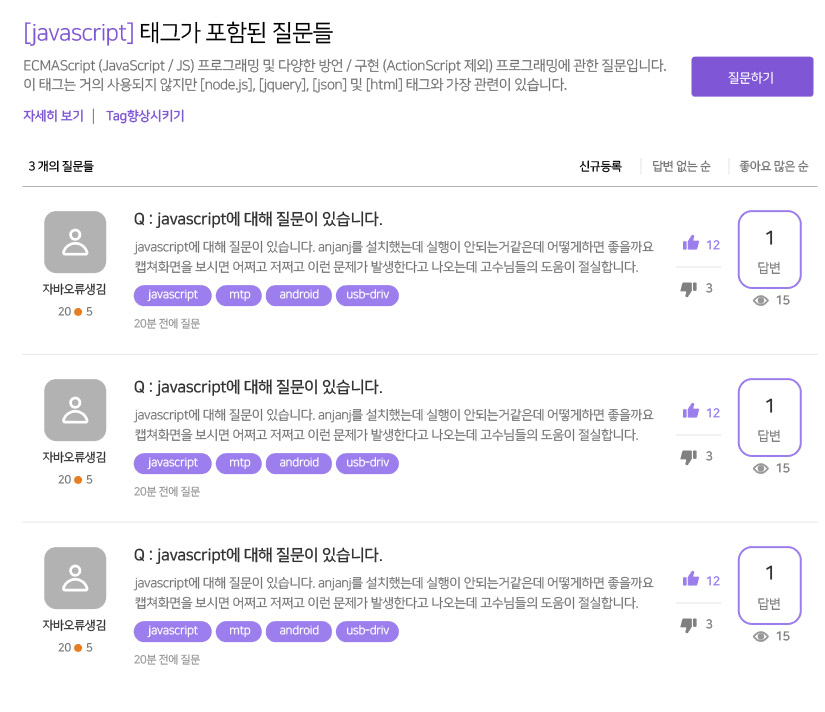 [javascript] 태그가 포함된 질문들
ECMAScript (JavaScript / JS) 프로그래밍 및 다양한 방언 / 구현 (ActionScript 제외) 프로그래밍에 관한 질문입니다.
이 태그는 거의 사용되지 않지만 [node.js], [jquery], [json] 및 [html] 태그와 가장 관련이 있습니다.
질문하기
자세히 보기 | Tag향상시키기
3 개의 질문들
신규등록 | 답변 없는 순 | 좋아요 많은 순
Q : javascript에 대해 질문이 있습니다.
javascript에 대해 질문이 있습니다. anjanj를 설치했는데 실행이 안되는거같은데 어떻게하면 좋을까요
캡쳐화면을 보시면 어쩌고 저쩌고 이런 문제가 발생한다고 나오는데 고수님들의 도움이 절실합니다.
javascript mtp android usb-driv
20분 전에 질문
자바오류생김
20 5
12
3
1
답변
15
Q : javascript에 대해 질문이 있습니다.
javascript에 대해 질문이 있습니다. anjanj를 설치했는데 실행이 안되는거같은데 어떻게하면 좋을까요
캡쳐화면을 보시면 어쩌고 저쩌고 이런 문제가 발생한다고 나오는데 고수님들의 도움이 절실합니다.
javascript mtp android usb-driv
20분 전에 질문
자바오류생김
20 5
12
3
1
답변
15
Q : javascript에 대해 질문이 있습니다.
javascript에 대해 질문이 있습니다. anjanj를 설치했는데 실행이 안되는거같은데 어떻게하면 좋을까요
캡쳐화면을 보시면 어쩌고 저쩌고 이런 문제가 발생한다고 나오는데 고수님들의 도움이 절실합니다.
javascript mtp android usb-driv
20분 전에 질문
자바오류생김
20 5
12
3
1
답변
15